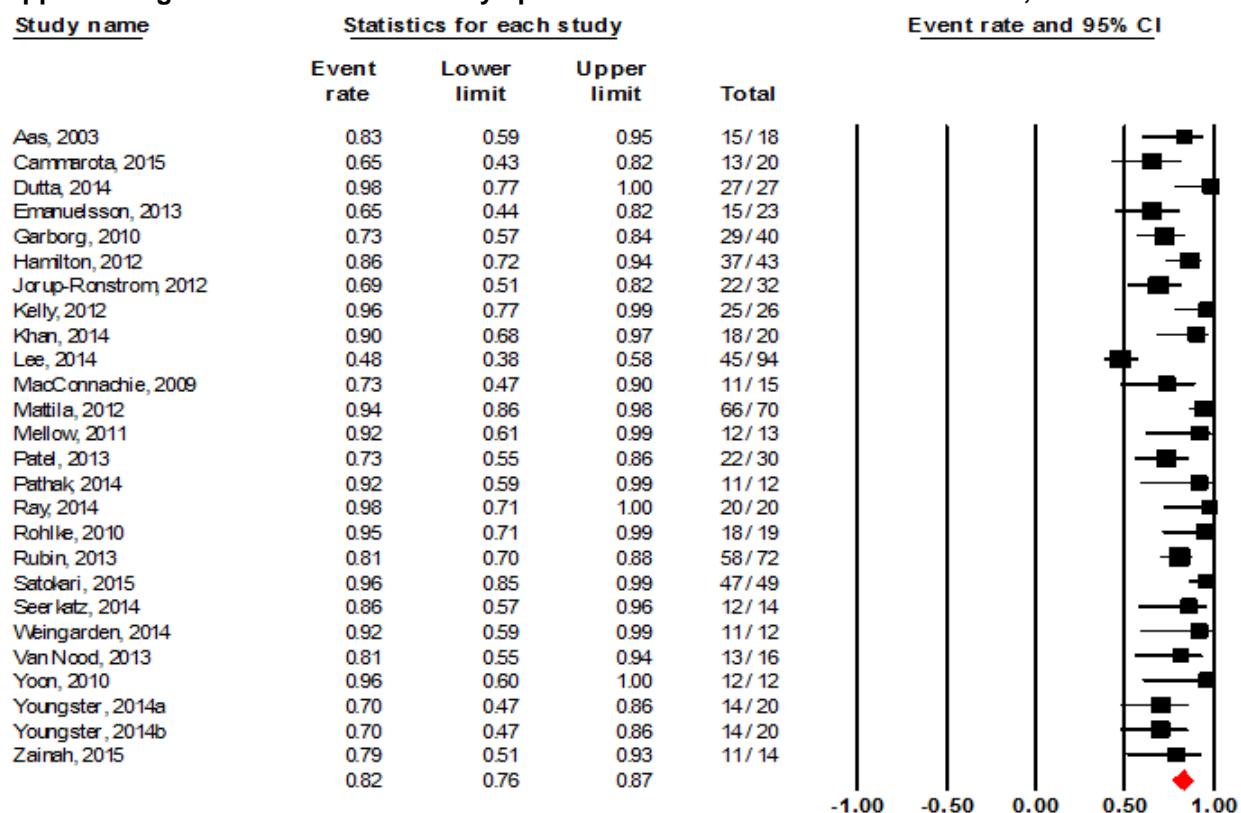 Study name Statistics for each study Event rate and 95% CI
Event Lower Upper
rate limit limit Total
Aas, 2003 0.83 0.59 0.95 15 / 18
Cammarota, 2015 0.65 0.43 0.82 13 / 20
Dutta, 2014 0.98 0.77 1.00 27 / 27
Emanuelsson, 2013 0.65 0.44 0.82 15 / 23
Garborg, 2010 0.73 0.57 0.84 29 / 40
Hamilton, 2012 0.86 0.72 0.94 37 / 43
Jorup-Ronstrom, 2012 0.69 0.51 0.82 22 / 32
Kelly, 2012 0.96 0.77 0.99 25 / 26
Khan, 2014 0.90 0.68 0.97 18 / 20
Lee, 2014 0.48 0.38 0.58 45 / 94
MacConnachie, 2009 0.73 0.47 0.90 11 / 15
Mattila, 2012 0.94 0.86 0.98 66 / 70
Mellow, 2011 0.92 0.61 0.99 12 / 13
Patel, 2013 0.73 0.55 0.86 22 / 30
Pathak, 2014 0.92 0.59 0.99 11 / 12
Ray, 2014 0.98 0.71 1.00 20 / 20
Rohlke, 2010 0.95 0.71 0.99 18 / 19
Rubin, 2013 0.81 0.70 0.88 58 / 72
Satokari, 2015 0.96 0.85 0.99 47 / 49
Seerkatz, 2014 0.86 0.57 0.96 12 / 14
Weingarden, 2014 0.92 0.59 0.99 11 / 12
Van Nood, 2013 0.81 0.55 0.94 13 / 16
Yoon, 2010 0.96 0.60 1.00 12 / 12
Youngster, 2014a 0.70 0.47 0.86 14 / 20
Youngster, 2014b 0.70 0.47 0.86 14 / 20
Zainah, 2015 0.79 0.51 0.93 11 / 14
0.82 0.76 0.87
-1.00 -0.50 0.00 0.50 1.00